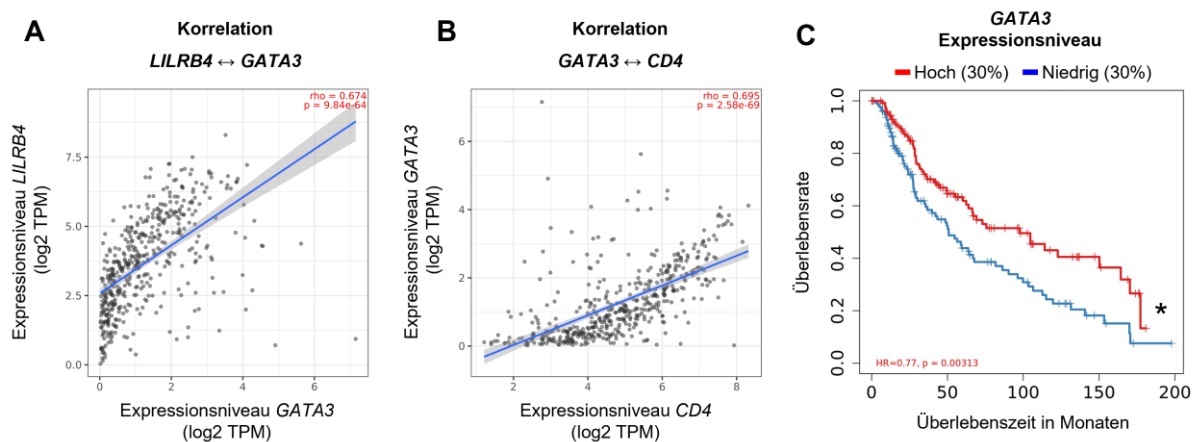 A
Korrelation
LILRB4 ↔ GATA3
rho = 0.674
p = 9.84e-64
Expressionsniveau LILRB4
(log2 TPM)
7.5
5.0
2.5
0.0
0
2
4
6
Expressionsniveau GATA3
(log2 TPM)
B
Korrelation
GATA3 ↔ CD4
rho = 0.695
p = 2.58e-69
Expressionsniveau GATA3
(log2 TPM)
6
4
2
0
2
4
6
8
Expressionsniveau CD4
(log2 TPM)
C
GATA3
Expressionsniveau
Hoch (30%) Niedrig (30%)
Überlebensrate
1.0
0.8
0.6
0.4
0.2
0.0
*
HR=0.77, p = 0.00313
0
50
100
150
200
Überlebenszeit in Monaten